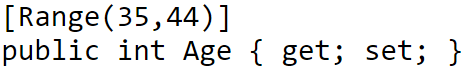 [Range(35,44)]
public int Age { get; set; }